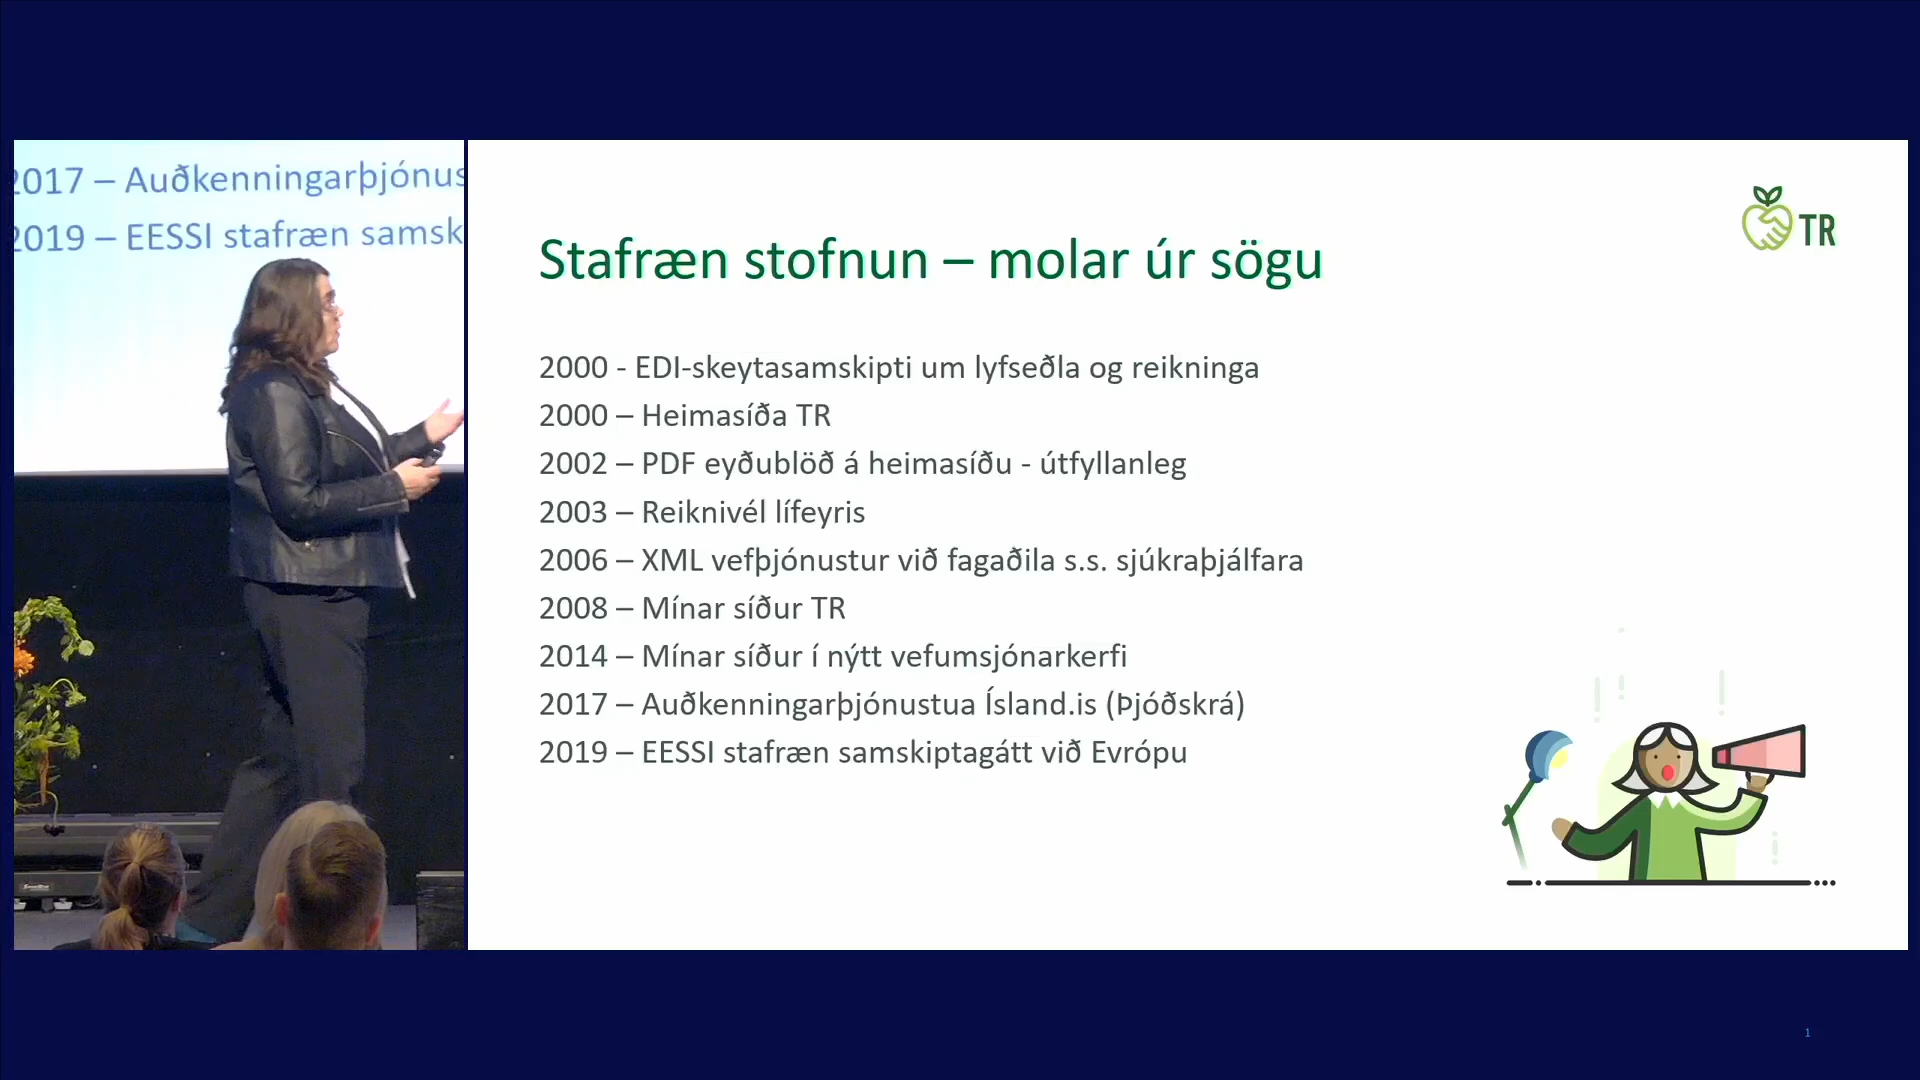 2017 – Auðkenningarþjónus
2019 – EESSI stafræn samsk
TR
Stafræn stofnun – molar úr sögu
2000 - EDI-skeytasamskipti um lyfseðla og reikninga
2000 – Heimasíða TR
2002 – PDF eyðublöð á heimasíðu - útfyllanleg
2003 – Reiknivél lífeyris
2006 – XML vefþjónustur við fagaðila s.s. sjúkraþjálfara
2008 – Mínar síður TR
2014 – Mínar síður í nýtt vefumsjónarkerfi
2017 – Auðkenningarþjónustua Ísland.is (Þjóðskrá)
2019 – EESSI stafræn samskiptagátt við Evrópu
1